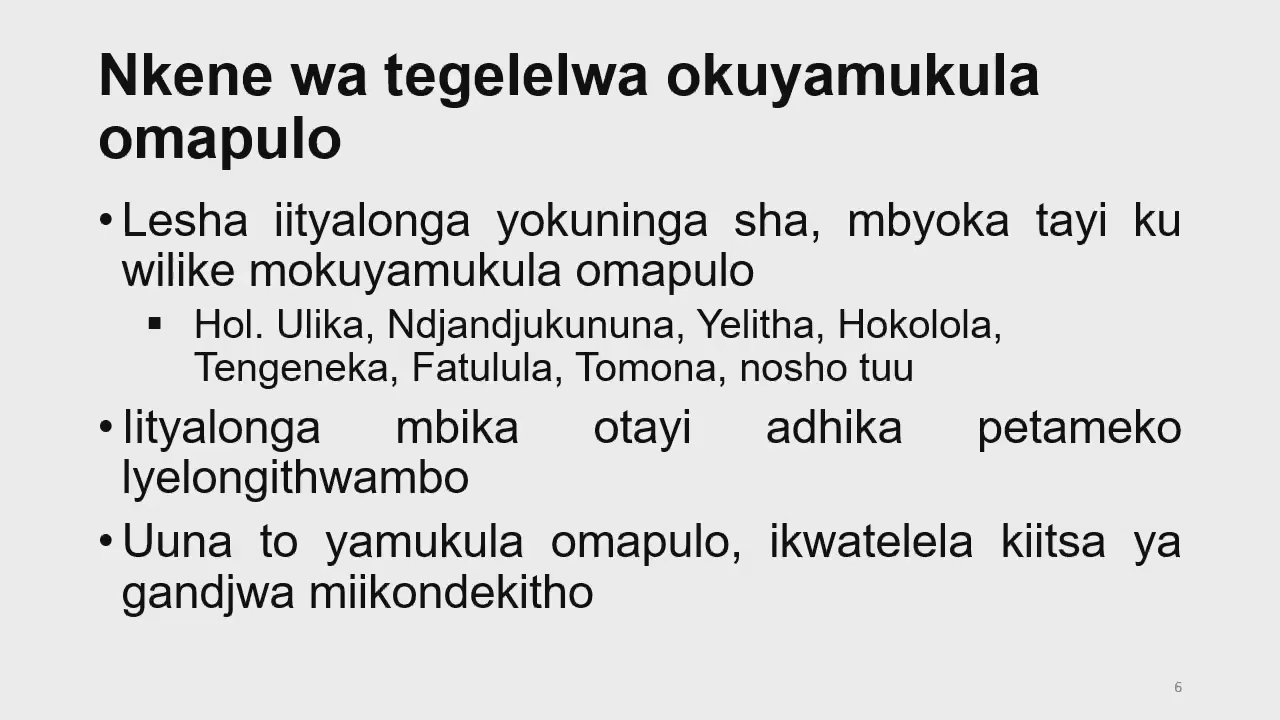 Nkene wa tegelelwa okuyamukula
omapulo
• Lesha iityalonga yokuninga sha, mbyoka tayi ku
wilike mokuyamukula omapulo
▪ Hol. Ulika, Ndjandjukununa, Yelitha, Hokolola,
Tengeneka, Fatulula, Tomona, nosho tuu
• Iityalonga mbika otayi adhika petameko
lyelongithwambo
• Uuna to yamukula omapulo, ikwatelela kiitsa ya
gandjwa miikondekitho
6